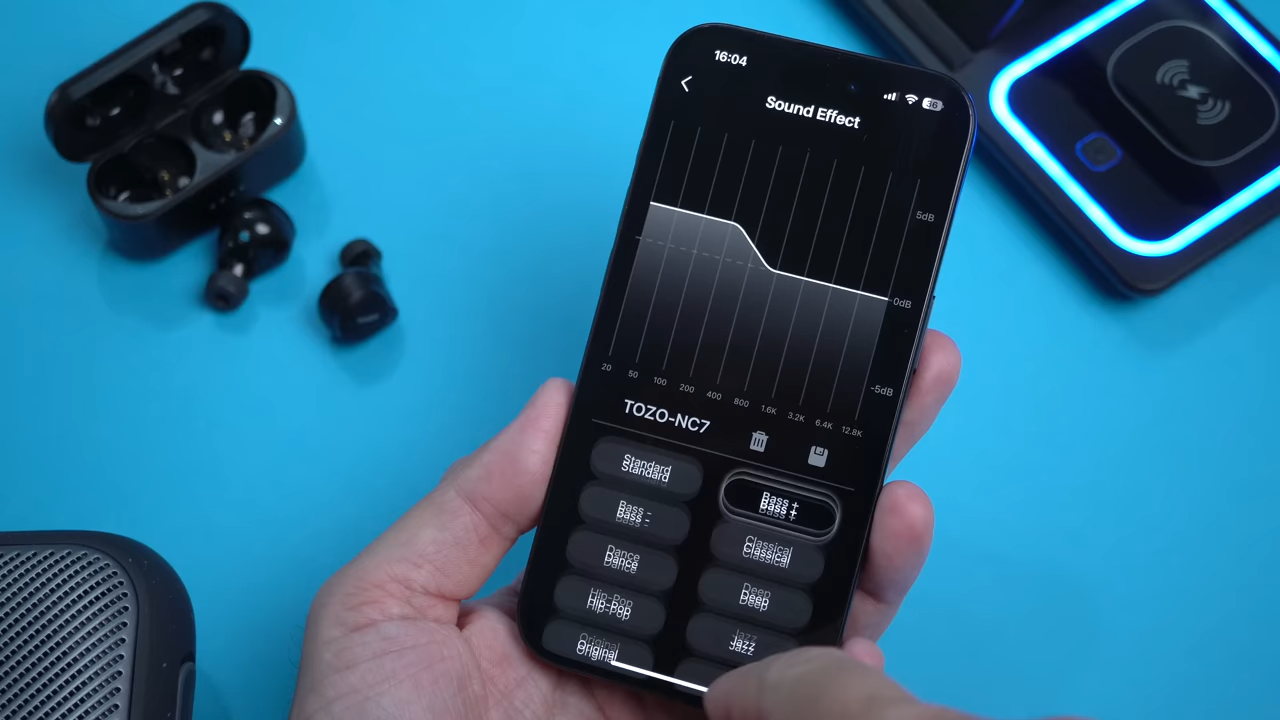 16:04
36
Sound Effect
5dB
0dB
-5dB
20 50 100 200 400 800 1.6K 3.2K 6.4K 12.8K
TOZO-NC7
Standard
Bass +
Bass -
Classical
Dance
Deep
Hip-Pop
Jazz
Original